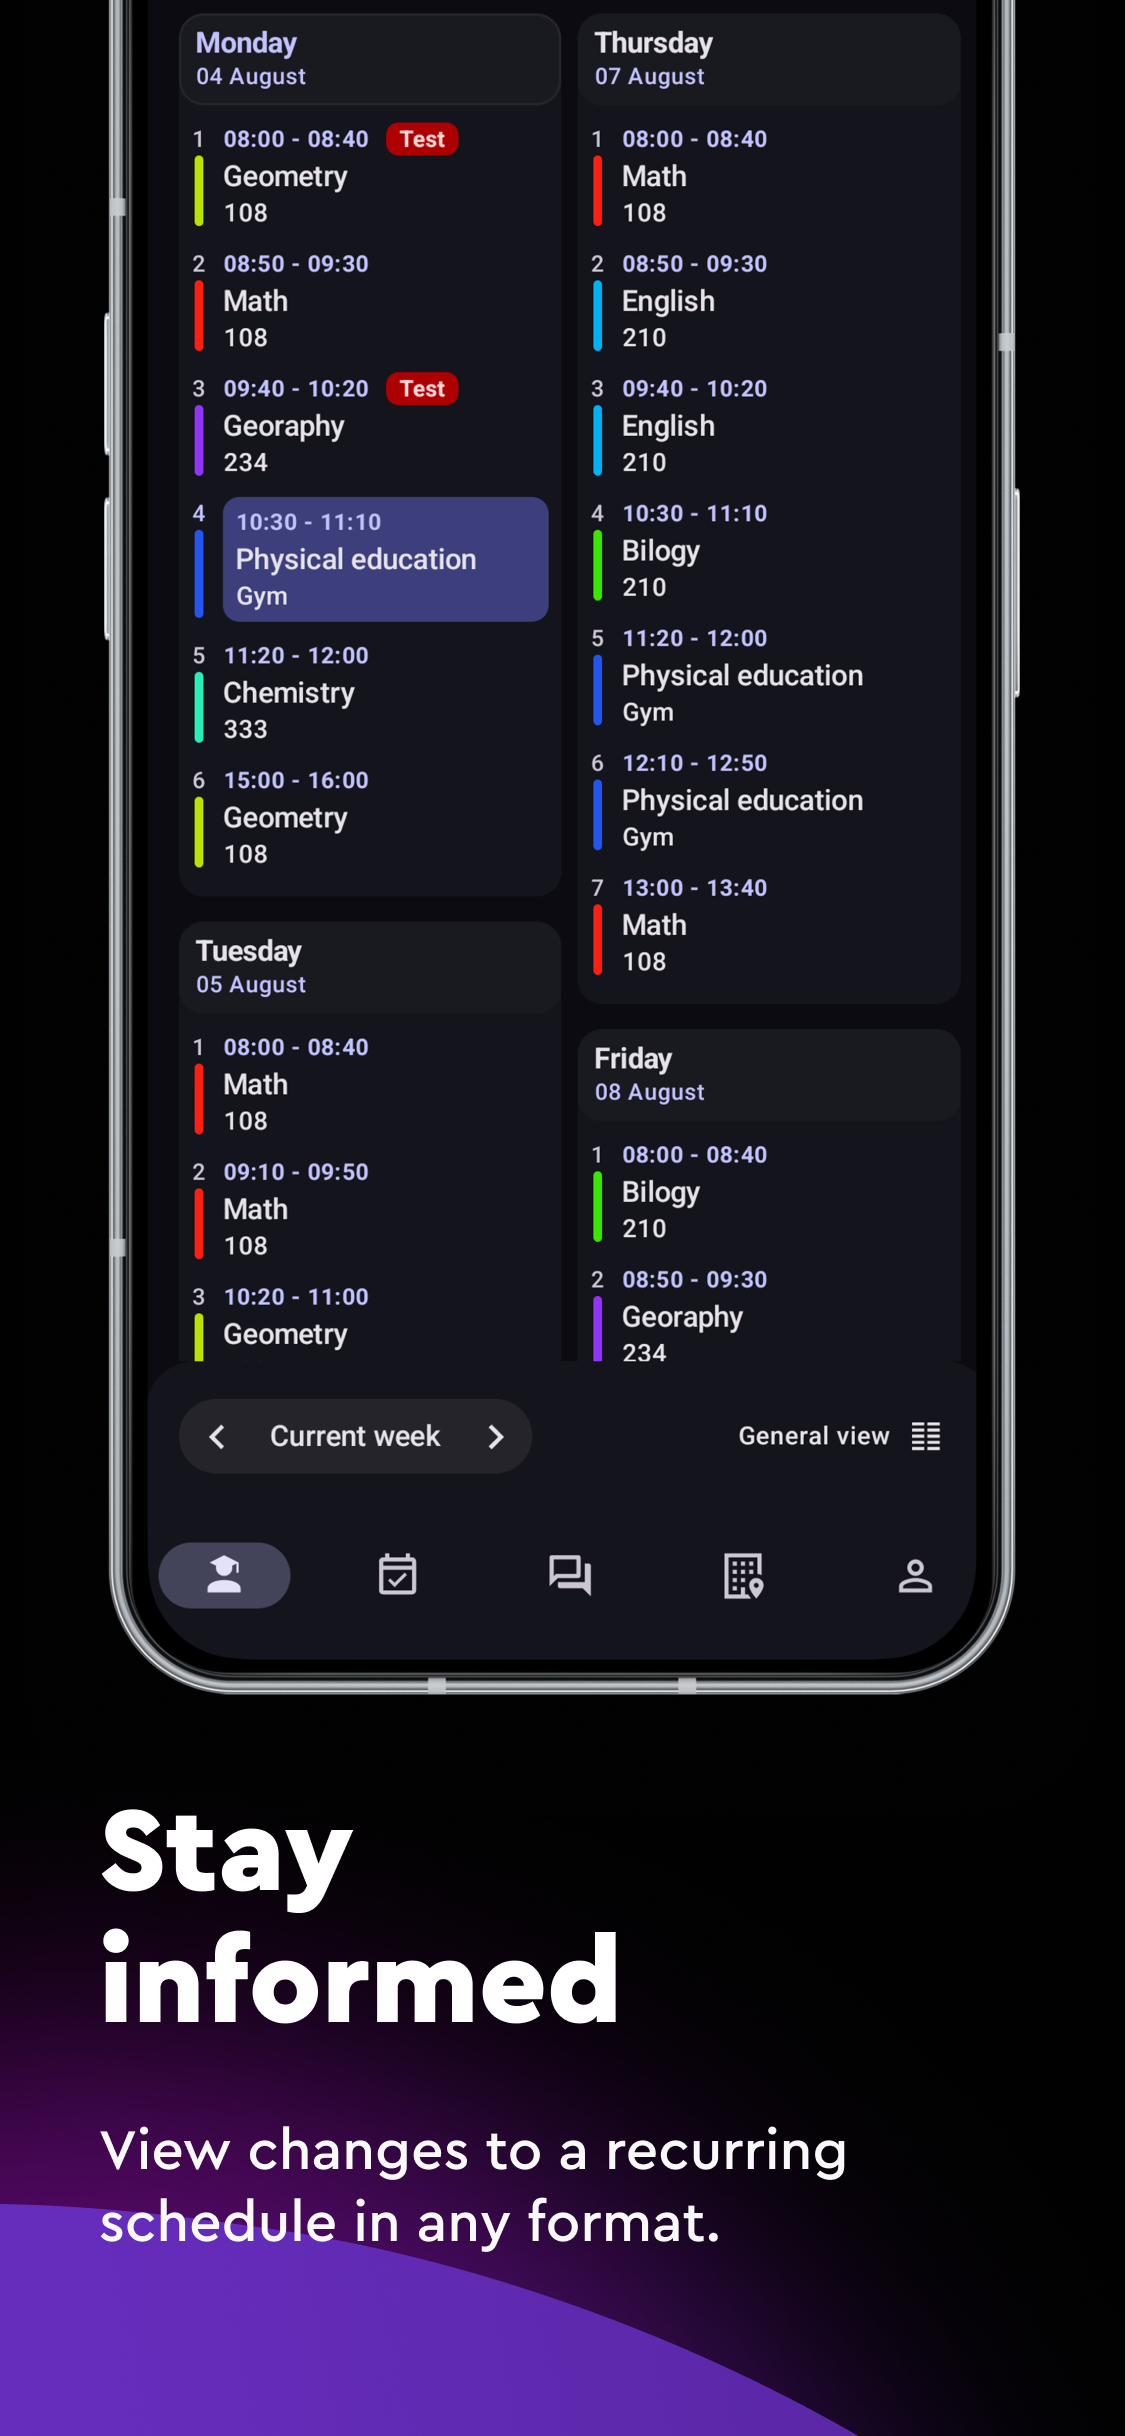 Monday
04 August
1 08:00 - 08:40 Test
Geometry
108
2 08:50 - 09:30
Math
108
3 09:40 - 10:20 Test
Georaphy
234
4 10:30 - 11:10
Physical education
Gym
5 11:20 - 12:00
Chemistry
333
6 15:00 - 16:00
Geometry
108
Tuesday
05 August
1 08:00 - 08:40
Math
108
2 09:10 - 09:50
Math
108
3 10:20 - 11:00
Geometry
Thursday
07 August
1 08:00 - 08:40
Math
108
2 08:50 - 09:30
English
210
3 09:40 - 10:20
English
210
4 10:30 - 11:10
Bilogy
210
5 11:20 - 12:00
Physical education
Gym
6 12:10 - 12:50
Physical education
Gym
7 13:00 - 13:40
Math
108
Friday
08 August
1 08:00 - 08:40
Bilogy
210
2 08:50 - 09:30
Georaphy
234
Current week
General view
Stay
informed
View changes to a recurring
schedule in any format.